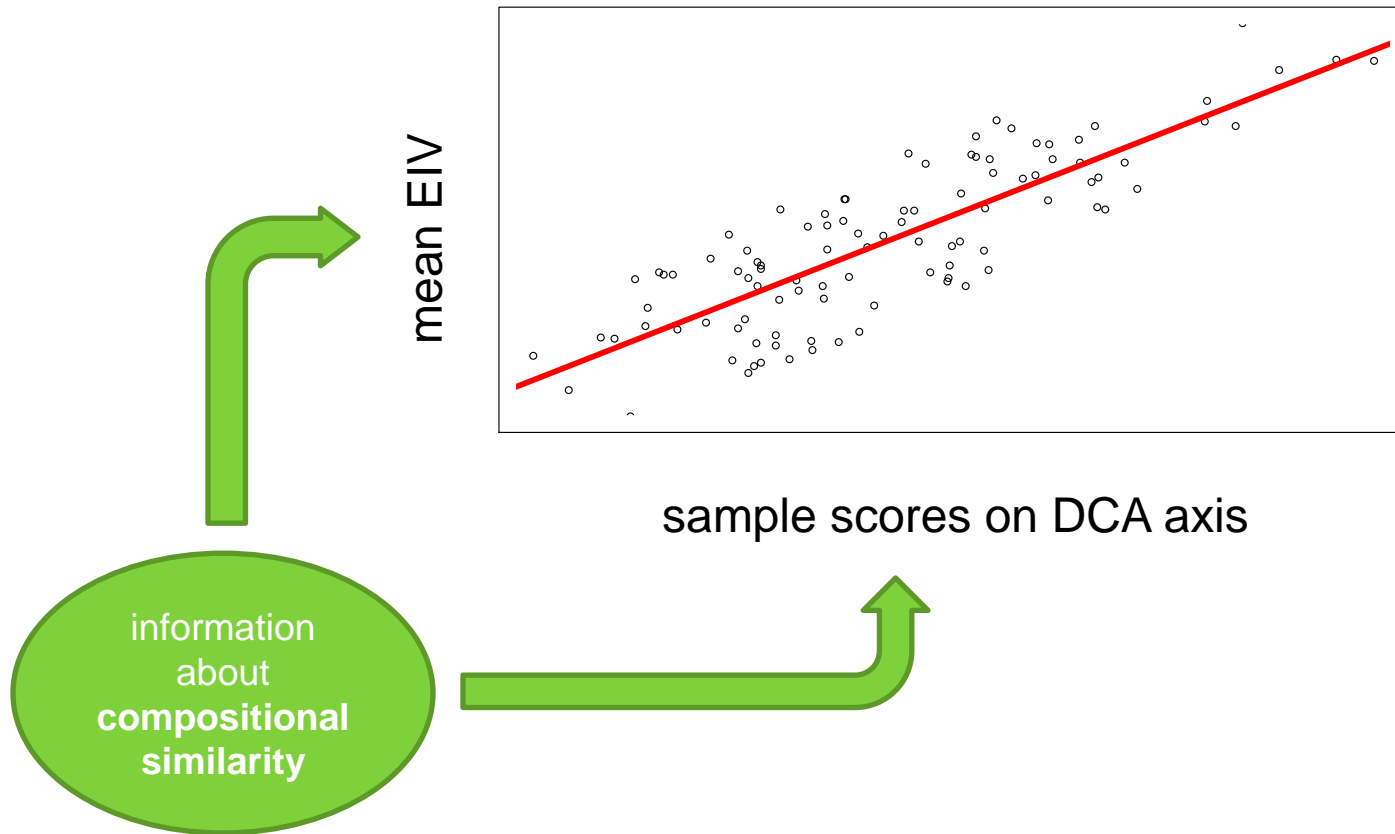 mean EIV
sample scores on DCA axis
information
about
compositional
similarity